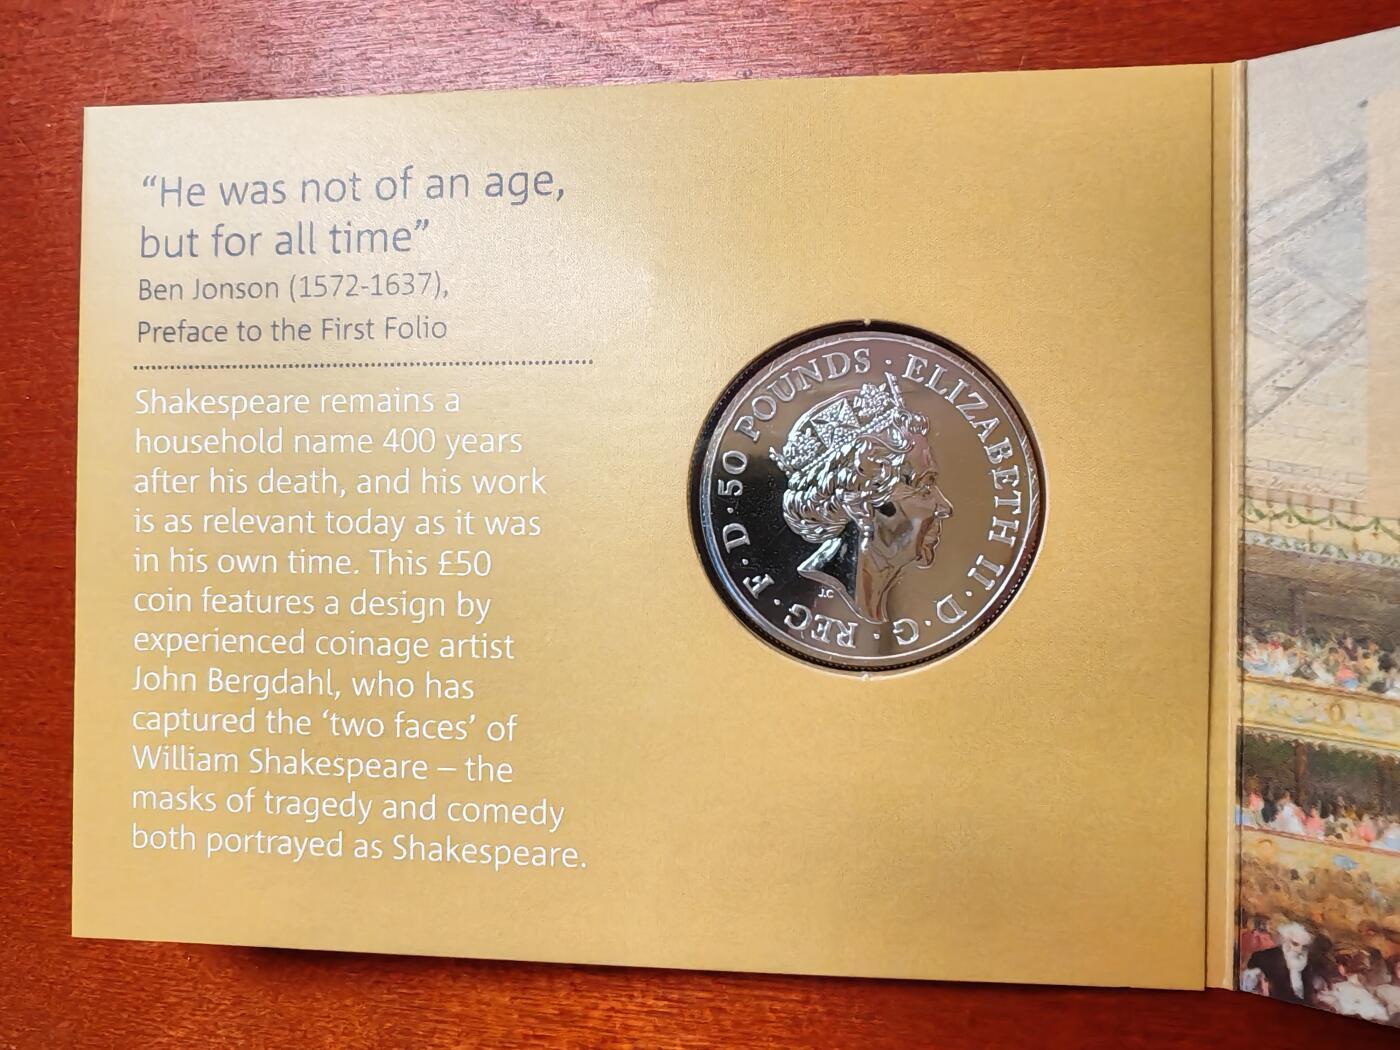 “He was not of an age,
but for all time”
Ben Jonson (1572-1637),
Preface to the First Folio
Shakespeare remains a
household name 400 years
after his death, and his work
is as relevant today as it was
in his own time. This £50
coin features a design by
experienced coinage artist
John Bergdahl, who has
captured the ‘two faces’ of
William Shakespeare – the
masks of tragedy and comedy
both portrayed as Shakespeare.
ELIZABETH II · D · G · REG · F · D · 50 POUNDS ·
J.C